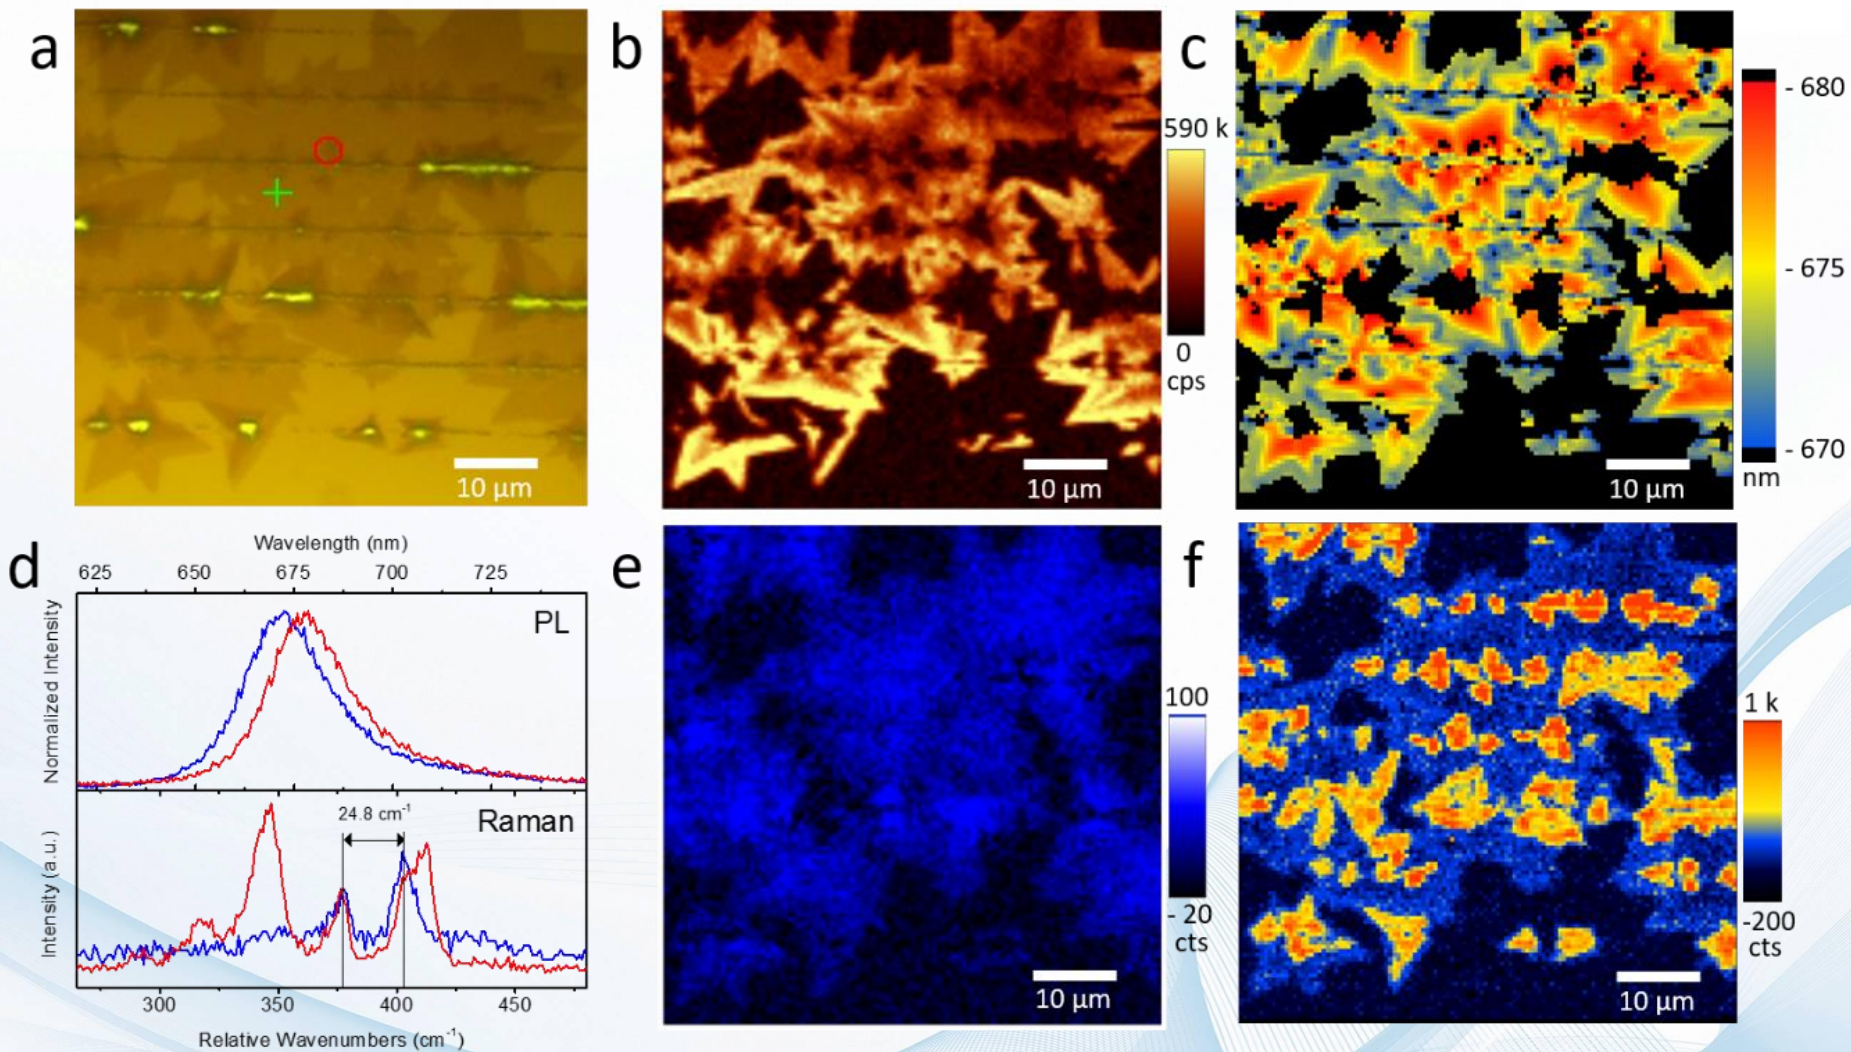 a
10 μm
b
590 k
0
cps
10 μm
c
- 680
- 675
- 670
nm
10 μm
d
Wavelength (nm)
625 650 675 700 725
Normalized Intensity
PL
24.8 cm⁻¹
Raman
Intensity (a.u.)
300 350 400 450
Relative Wavenumbers (cm⁻¹)
e
100
- 20
cts
10 μm
f
1 k
-200
cts
10 μm